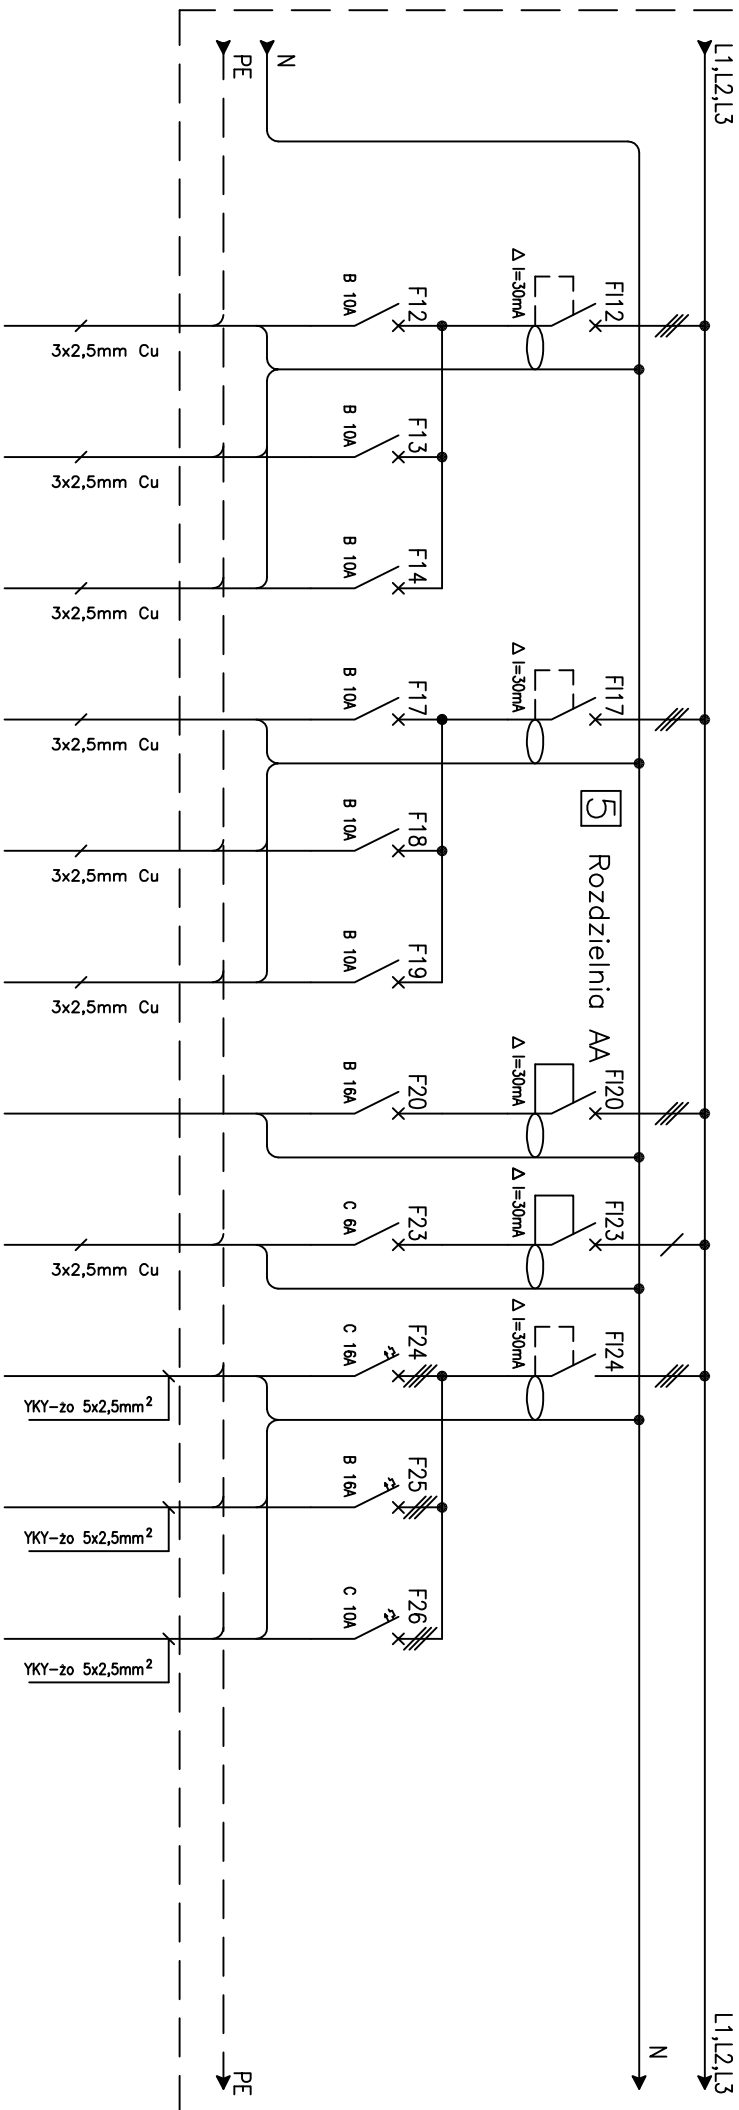 L1,L2,L3
L1,L2,L3
N
FI12
FI17
FI20
FI23
FI24
5 Rozdzielnia AA
Δ I=30mA
Δ I=30mA
Δ I=30mA
Δ I=30mA
Δ I=30mA
F12
F13
F14
F17
F18
F19
F20
F23
F24
F25
F26
B 10A
B 10A
B 10A
B 10A
B 10A
B 10A
B 16A
C 6A
C 16A
B 16A
C 10A
N
PE
PE
3x2,5mm Cu
3x2,5mm Cu
3x2,5mm Cu
3x2,5mm Cu
3x2,5mm Cu
3x2,5mm Cu
3x2,5mm Cu
YKY-żo 5x2,5mm²
YKY-żo 5x2,5mm²
YKY-żo 5x2,5mm²